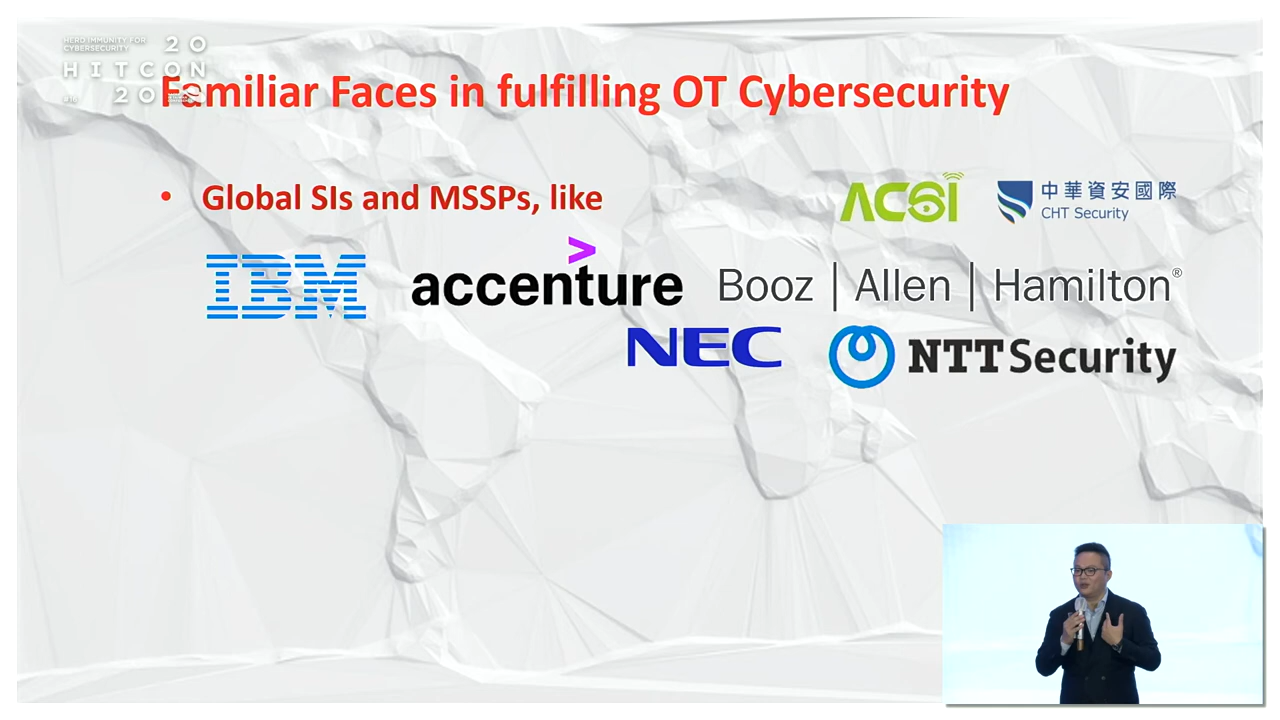 HERD IMMUNITY FOR
CYBERSECURITY
20
HITCON
20
Familiar Faces in fulfilling OT Cybersecurity
• Global SIs and MSSPs, like
ACSI
中華資安國際
CHT Security
IBM
accenture
Booz | Allen | Hamilton®
NEC
NTT Security